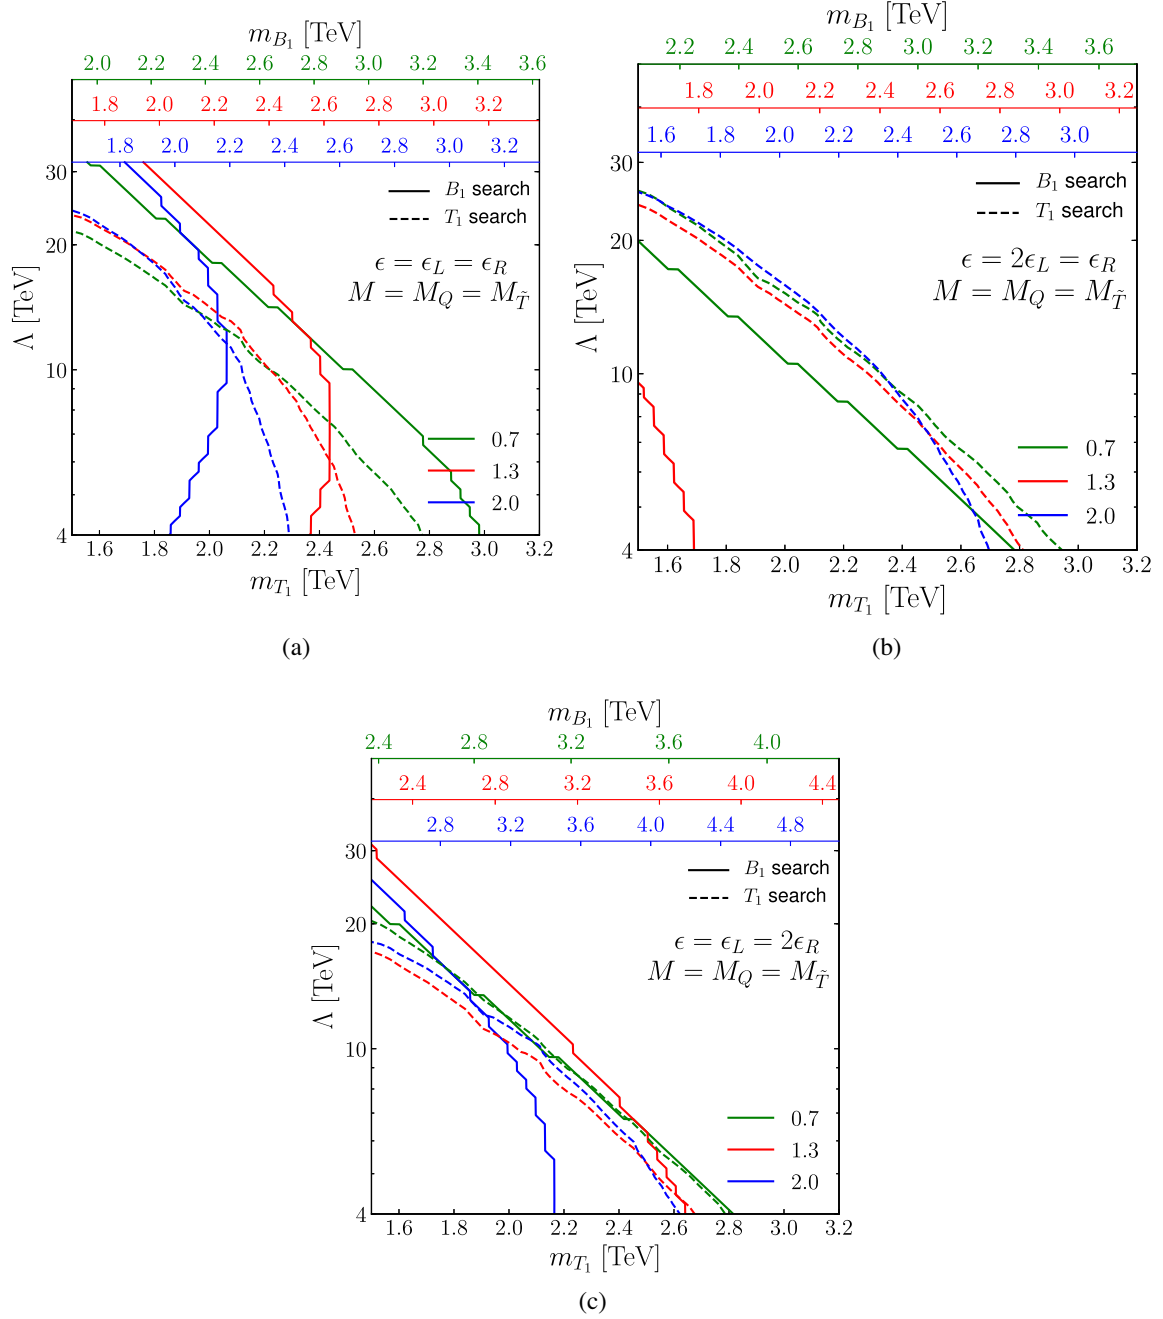 m_{B_1} [TeV]
2.0 2.2 2.4 2.6 2.8 3.0 3.2 3.4 3.6
1.8 2.0 2.2 2.4 2.6 2.8 3.0 3.2
1.8 2.0 2.2 2.4 2.6 2.8 3.0 3.2
30
20
10
4
Λ [TeV]
B_1 search
T_1 search
ϵ = ϵ_L = ϵ_R
M = M_Q = M_{T̃}
0.7
1.3
2.0
1.6 1.8 2.0 2.2 2.4 2.6 2.8 3.0 3.2
m_{T_1} [TeV]
(a)
m_{B_1} [TeV]
2.2 2.4 2.6 2.8 3.0 3.2 3.4 3.6
1.8 2.0 2.2 2.4 2.6 2.8 3.0 3.2
1.6 1.8 2.0 2.2 2.4 2.6 2.8 3.0
30
20
10
4
Λ [TeV]
B_1 search
T_1 search
ϵ = 2ϵ_L = ϵ_R
M = M_Q = M_{T̃}
0.7
1.3
2.0
1.6 1.8 2.0 2.2 2.4 2.6 2.8 3.0 3.2
m_{T_1} [TeV]
(b)
m_{B_1} [TeV]
2.4 2.8 3.2 3.6 4.0
2.4 2.8 3.2 3.6 4.0 4.4
2.8 3.2 3.6 4.0 4.4 4.8
30
20
10
4
Λ [TeV]
B_1 search
T_1 search
ϵ = ϵ_L = 2ϵ_R
M = M_Q = M_{T̃}
0.7
1.3
2.0
1.6 1.8 2.0 2.2 2.4 2.6 2.8 3.0 3.2
m_{T_1} [TeV]
(c)